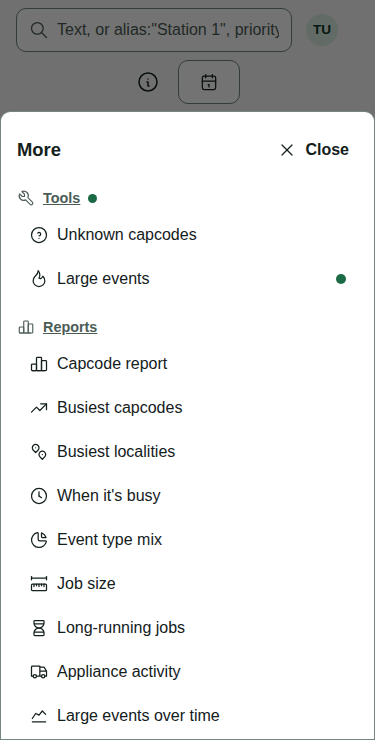 Text, or alias:"Station 1", priority
TU
More
Close
Tools
Unknown capcodes
Large events
Reports
Capcode report
Busiest capcodes
Busiest localities
When it's busy
Event type mix
Job size
Long-running jobs
Appliance activity
Large events over time